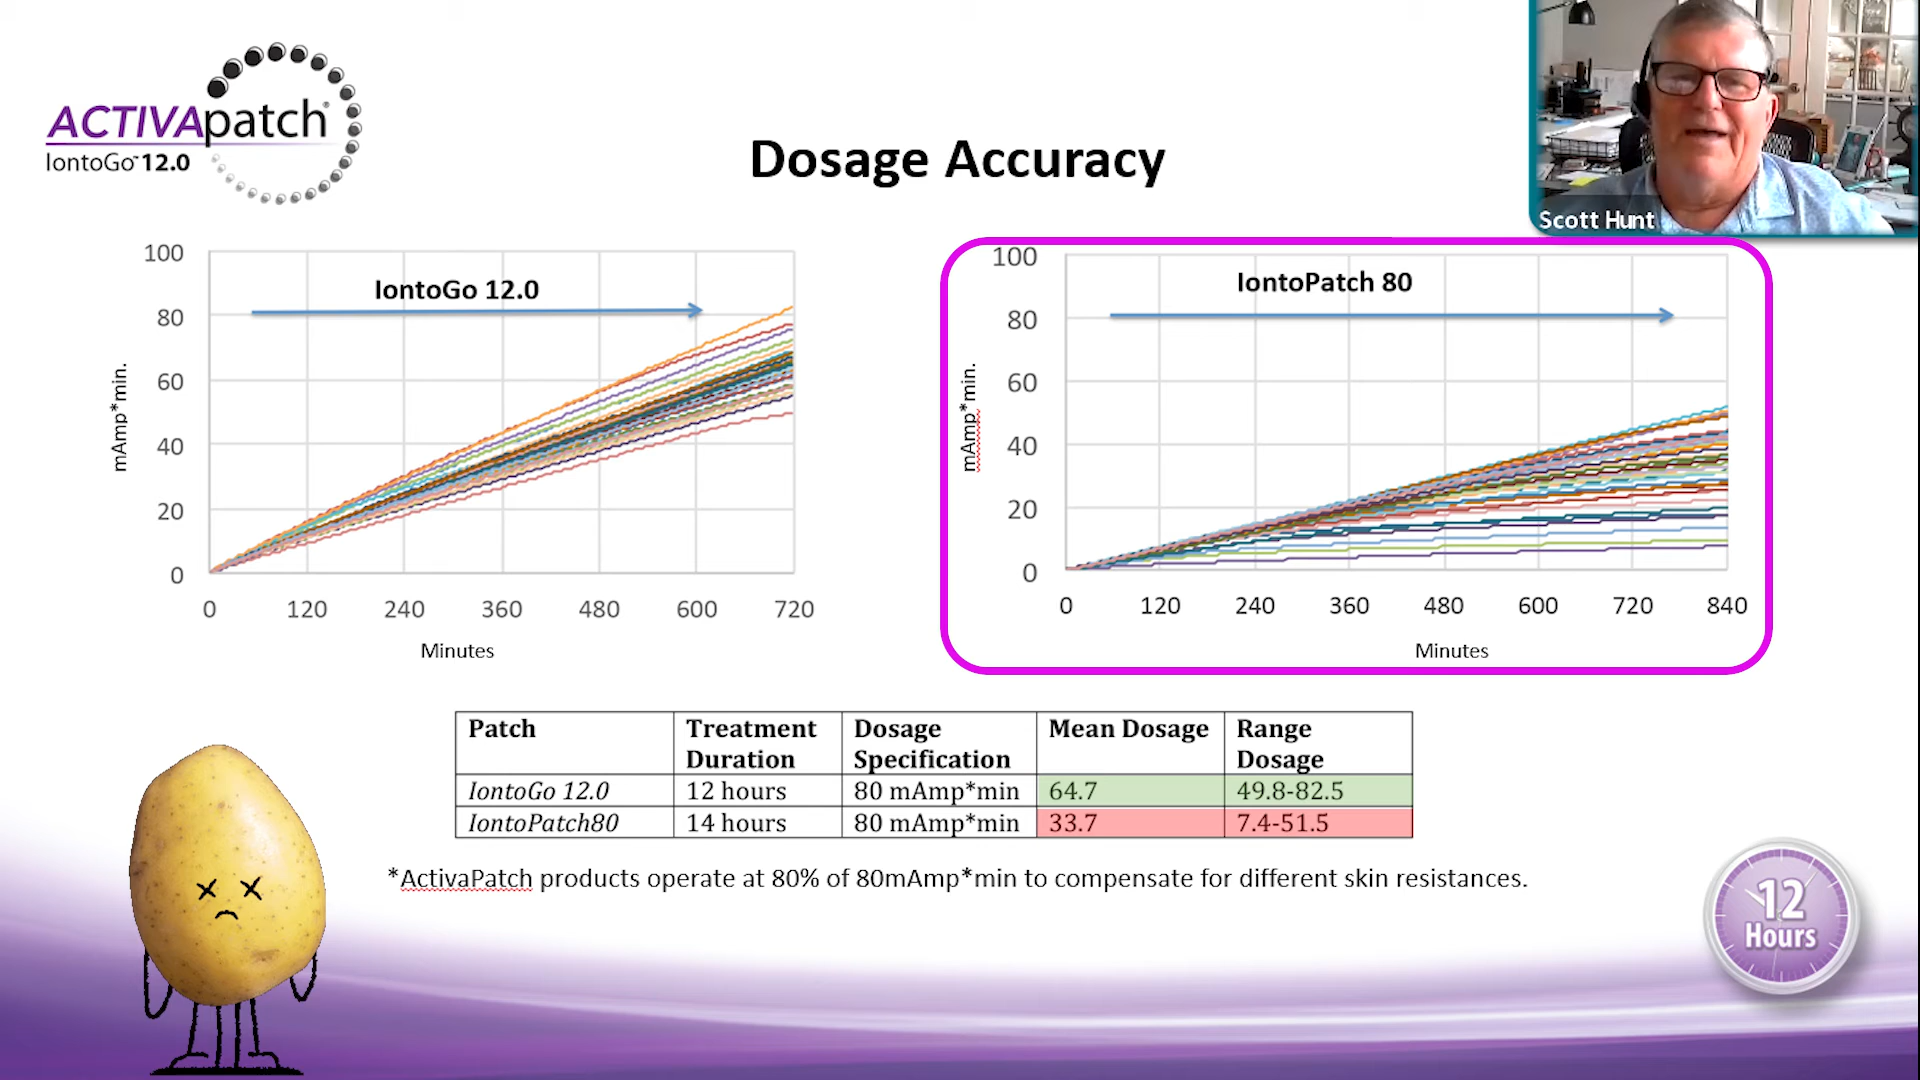 ACTIVApatch®
IontoGo™ 12.0
Dosage Accuracy
Scott Hunt
100
80
60
40
20
0
mAmp*min.
IontoGo 12.0
0 120 240 360 480 600 720
Minutes
100
80
60
40
20
0
mAmp*min.
IontoPatch 80
0 120 240 360 480 600 720 840
Minutes
Patch Treatment Duration Dosage Specification Mean Dosage Range Dosage
IontoGo 12.0 12 hours 80 mAmp*min 64.7 49.8-82.5
IontoPatch80 14 hours 80 mAmp*min 33.7 7.4-51.5
*ActivaPatch products operate at 80% of 80mAmp*min to compensate for different skin resistances.
12
Hours